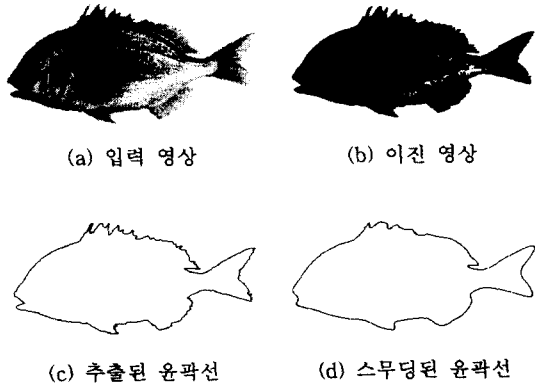 (a) 입력 영상
(b) 이진 영상
(c) 추출된 윤곽선
(d) 스무딩된 윤곽선